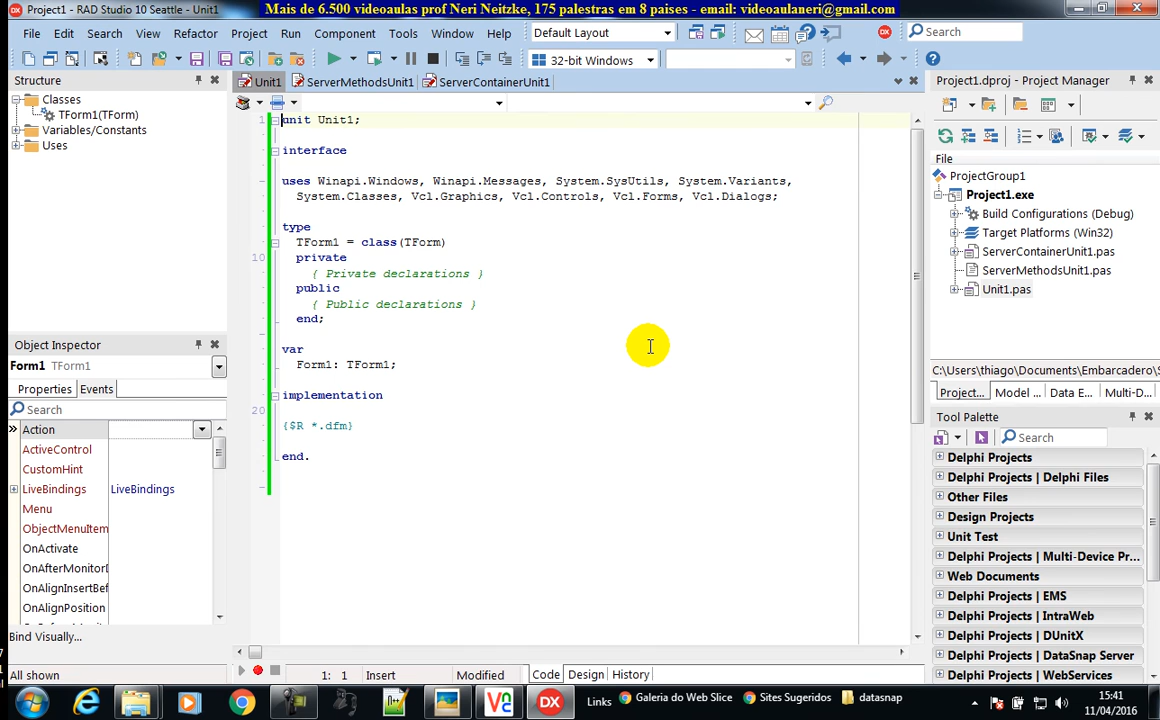 Project1 - RAD Studio 10 Seattle - Unit1
Mais de 6.500 videoaulas prof Neri Neitzke, 175 palestras em 8 paises - email: videoaulaneri@gmail.com
File Edit Search View Refactor Project Run Component Tools Window Help
Default Layout
Search
32-bit Windows
Structure
Classes
TForm1(TForm)
Variables/Constants
Uses
Unit1 ServerMethodsUnit1 ServerContainerUnit1
1 unit Unit1;
interface
uses Winapi.Windows, Winapi.Messages, System.SysUtils, System.Variants,
System.Classes, Vcl.Graphics, Vcl.Controls, Vcl.Forms, Vcl.Dialogs;
type
TForm1 = class(TForm)
10 private
{ Private declarations }
public
{ Public declarations }
end;
var
Form1: TForm1;
implementation
20
{$R *.dfm}
end.
Object Inspector
Form1 TForm1
Properties Events
Search
Action
ActiveControl
CustomHint
LiveBindings LiveBindings
Menu
ObjectMenuItem
OnActivate
OnAfterMonitorD
OnAlignInsertBef
OnAlignPosition
Bind Visually...
All shown
1: 1 Insert Modified Code Design History
Project1.dproj - Project Manager
File
ProjectGroup1
Project1.exe
Build Configurations (Debug)
Target Platforms (Win32)
ServerContainerUnit1.pas
ServerMethodsUnit1.pas
Unit1.pas
C:\Users\thiago\Documents\Embarcadero\S
Project... Model ... Data E... Multi-D...
Tool Palette
Search
Delphi Projects
Delphi Projects | Delphi Files
Other Files
Design Projects
Unit Test
Delphi Projects | Multi-Device Pr...
Web Documents
Delphi Projects | EMS
Delphi Projects | IntraWeb
Delphi Projects | DUnitX
Delphi Projects | DataSnap Server
Delphi Projects | WebServices
DX
Links Galeria do Web Slice Sites Sugeridos datasnap
15:41
11/04/2016